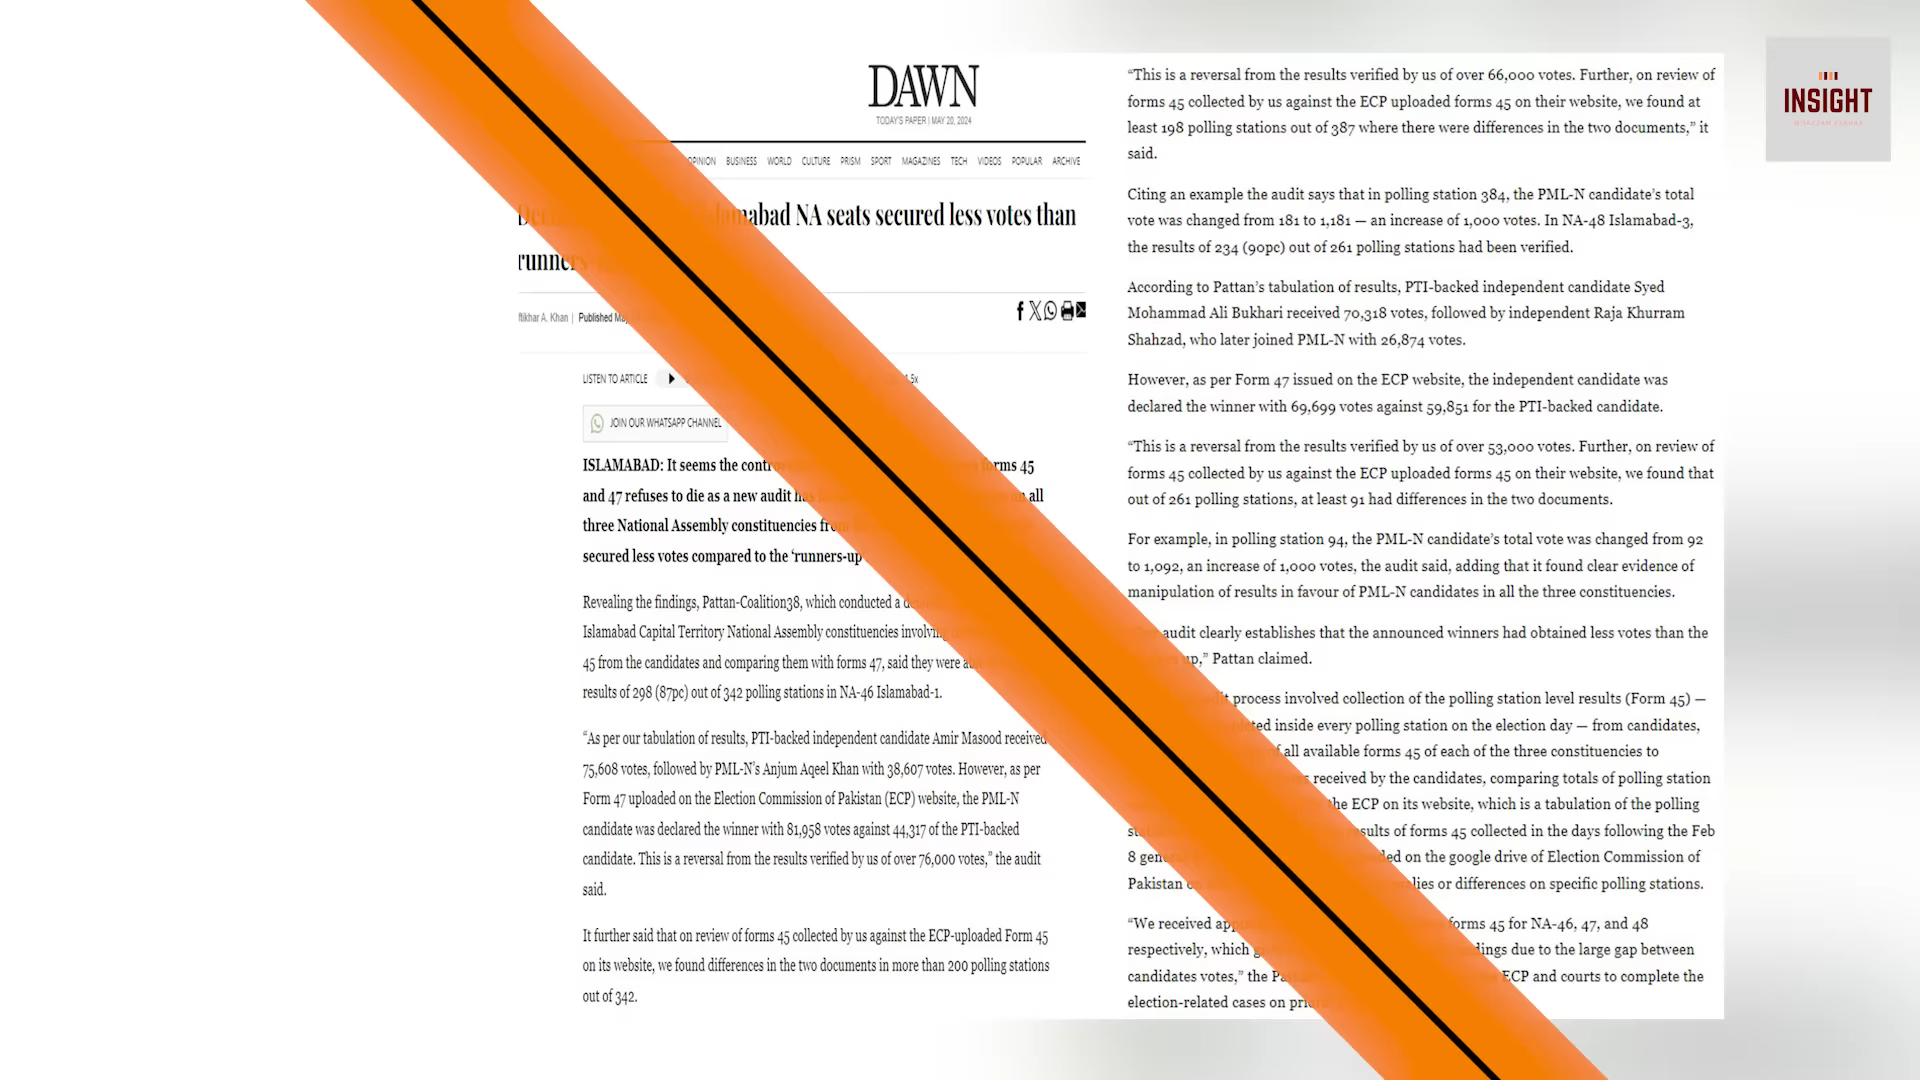 DAWN
TODAY'S PAPER | MAY 20, 2024
OPINION BUSINESS WORLD CULTURE PRISM SPORT MAGAZINES TECH VIDEOS POPULAR ARCHIVE
NA seats secured less votes than
Khan | Published
LISTEN TO ARTICLE
1.5x
JOIN OUR WHATSAPP CHANNEL
ISLAMABAD: It seems the forms 45
and 47 refuses to die as a new audit all
three National Assembly constituencies
secured less votes compared to the ‘runners-up
Revealing the findings, Pattan-Coalition38, which conducted a
Islamabad Capital Territory National Assembly constituencies involving
45 from the candidates and comparing them with forms 47, said they were
results of 298 (87pc) out of 342 polling stations in NA-46 Islamabad-1.
“As per our tabulation of results, PTI-backed independent candidate Amir Masood received
75,608 votes, followed by PML-N’s Anjum Aqeel Khan with 38,607 votes. However, as per
Form 47 uploaded on the Election Commission of Pakistan (ECP) website, the PML-N
candidate was declared the winner with 81,958 votes against 44,317 of the PTI-backed
candidate. This is a reversal from the results verified by us of over 76,000 votes,” the audit
said.
It further said that on review of forms 45 collected by us against the ECP-uploaded Form 45
on its website, we found differences in the two documents in more than 200 polling stations
out of 342.
“This is a reversal from the results verified by us of over 66,000 votes. Further, on review of
forms 45 collected by us against the ECP uploaded forms 45 on their website, we found at
least 198 polling stations out of 387 where there were differences in the two documents,” it
said.
Citing an example the audit says that in polling station 384, the PML-N candidate’s total
vote was changed from 181 to 1,181 — an increase of 1,000 votes. In NA-48 Islamabad-3,
the results of 234 (90pc) out of 261 polling stations had been verified.
According to Pattan’s tabulation of results, PTI-backed independent candidate Syed
Mohammad Ali Bukhari received 70,318 votes, followed by independent Raja Khurram
Shahzad, who later joined PML-N with 26,874 votes.
However, as per Form 47 issued on the ECP website, the independent candidate was
declared the winner with 69,699 votes against 59,851 for the PTI-backed candidate.
“This is a reversal from the results verified by us of over 53,000 votes. Further, on review of
forms 45 collected by us against the ECP uploaded forms 45 on their website, we found that
out of 261 polling stations, at least 91 had differences in the two documents.
For example, in polling station 94, the PML-N candidate’s total vote was changed from 92
to 1,092, an increase of 1,000 votes, the audit said, adding that it found clear evidence of
manipulation of results in favour of PML-N candidates in all the three constituencies.
audit clearly establishes that the announced winners had obtained less votes than the
up,” Pattan claimed.
process involved collection of the polling station level results (Form 45) —
inside every polling station on the election day — from candidates,
of all available forms 45 of each of the three constituencies to
received by the candidates, comparing totals of polling station
the ECP on its website, which is a tabulation of the polling
results of forms 45 collected in the days following the Feb
8 on the google drive of Election Commission of
Pakistan or differences on specific polling stations.
“We received forms 45 for NA-46, 47, and 48
respectively, which due to the large gap between
candidates votes,” the ECP and courts to complete the
election-related cases on
INSIGHT